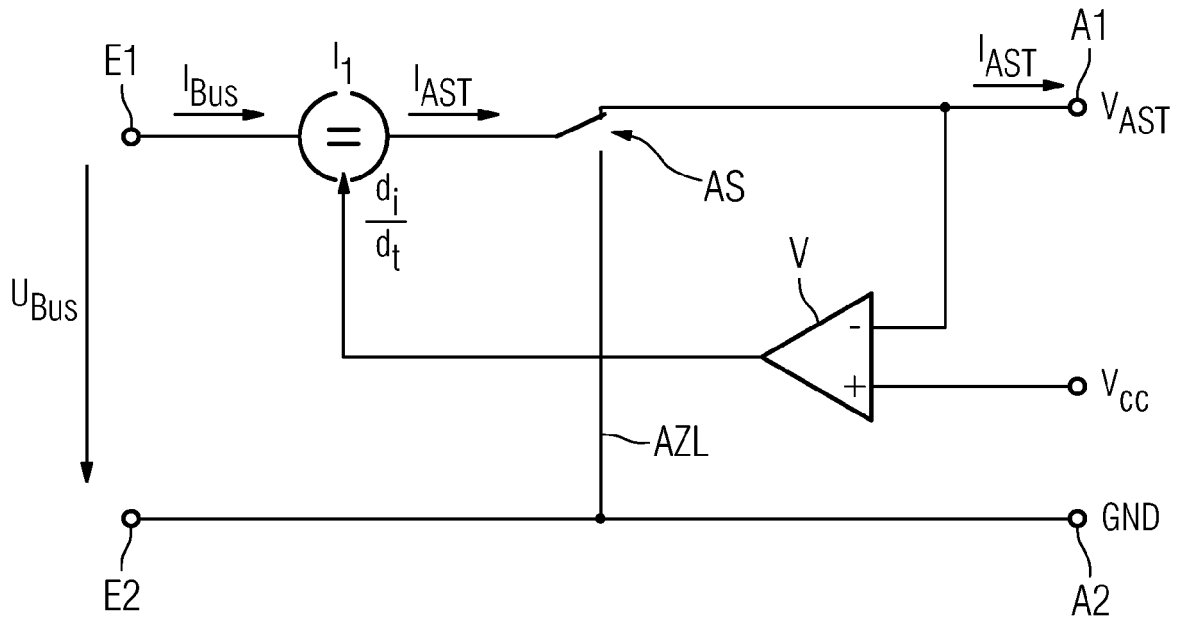 E1
I_Bus
I_1
I_AST
I_AST
A1
V_AST
=
AS
d_i
d_t
U_Bus
V
-
+
V_cc
AZL
GND
E2
A2